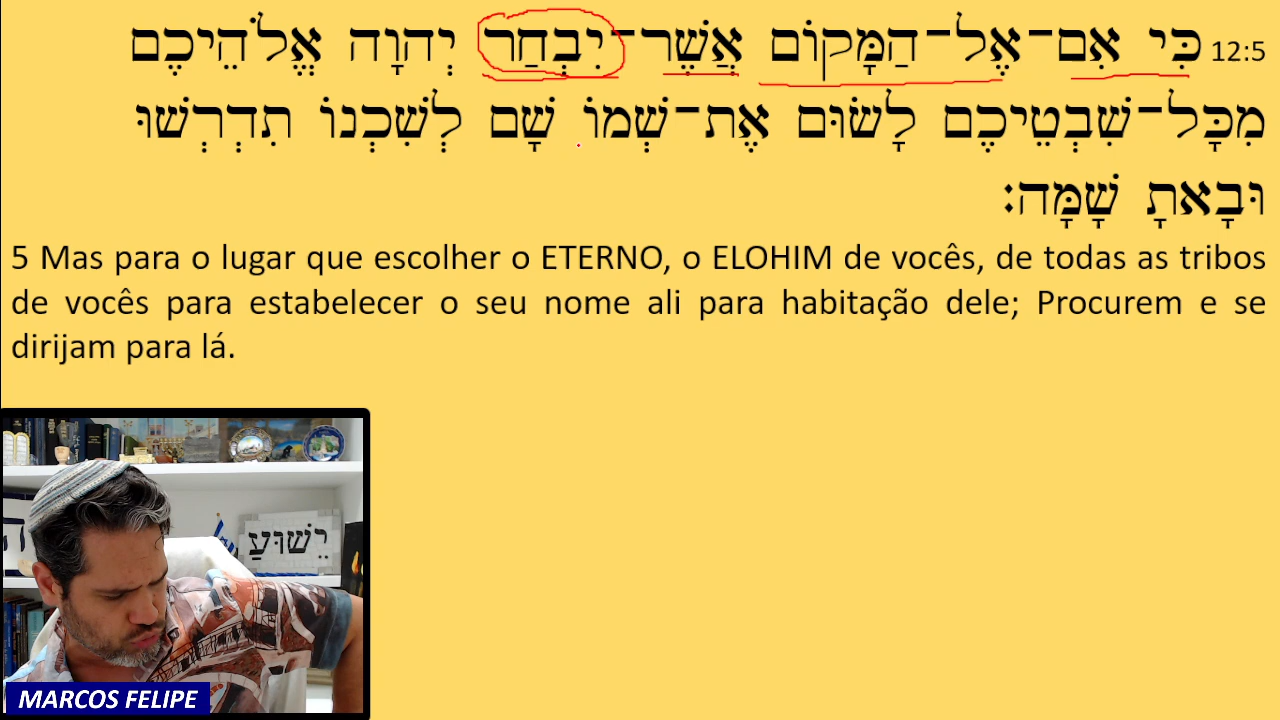 12:5 כִּי אִם־אֶל־הַמָּקוֹם אֲשֶׁר־יִבְחַר יְהוָה אֱלֹהֵיכֶם
מִכָּל־שִׁבְטֵיכֶם לָשׂוּם אֶת־שְׁמוֹ שָׁם לְשִׁכְנוֹ תִדְרְשׁוּ
וּבָאתָ שָׁמָּה׃
5 Mas para o lugar que escolher o ETERNO, o ELOHIM de vocês, de todas as tribos
de vocês para estabelecer o seu nome ali para habitação dele; Procurem e se
dirijam para lá.
יֵשׁוּעַ
MARCOS FELIPE